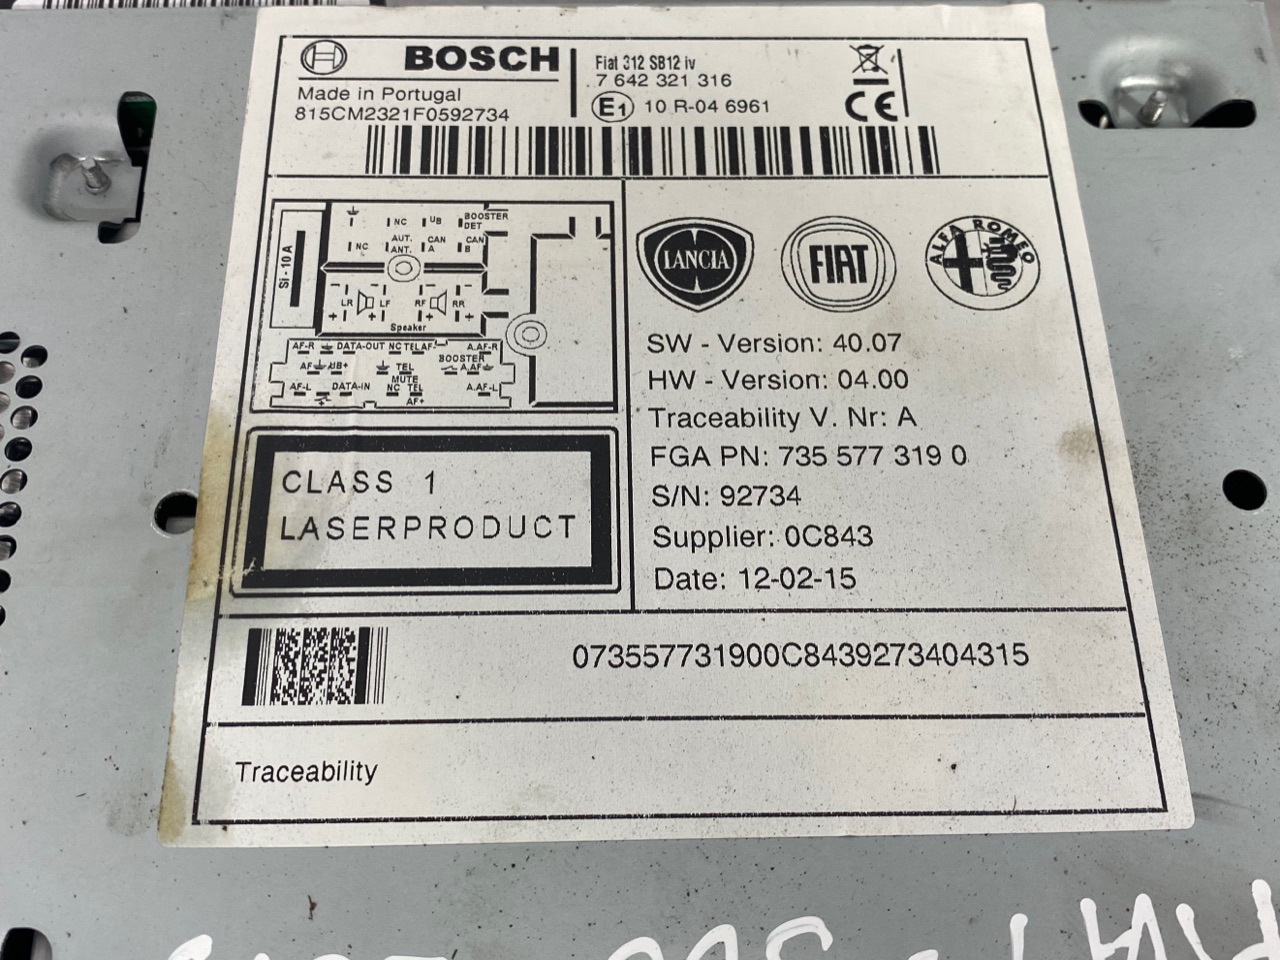 BOSCH
Made in Portugal
815CM2321F0592734
Fiat 312 SB12 iv
7 642 321 316
E1 10 R-04 6961
CE
Si - 10 A
NC UB BOOSTER DET
NC AUT. ANT. CAN A CAN B
LR LF RF RR
Speaker
AF-R DATA-OUT NC TEL AF- A.AF-R
AF UB+ TEL MUTE BOOSTER A.AF
AF-L DATA-IN NC TEL AF+ A.AF-L
LANCIA
FIAT
ALFA ROMEO
SW - Version: 40.07
HW - Version: 04.00
Traceability V. Nr: A
FGA PN: 735 577 319 0
S/N: 92734
Supplier: 0C843
Date: 12-02-15
CLASS 1
LASERPRODUCT
073557731900C8439273404315
Traceability